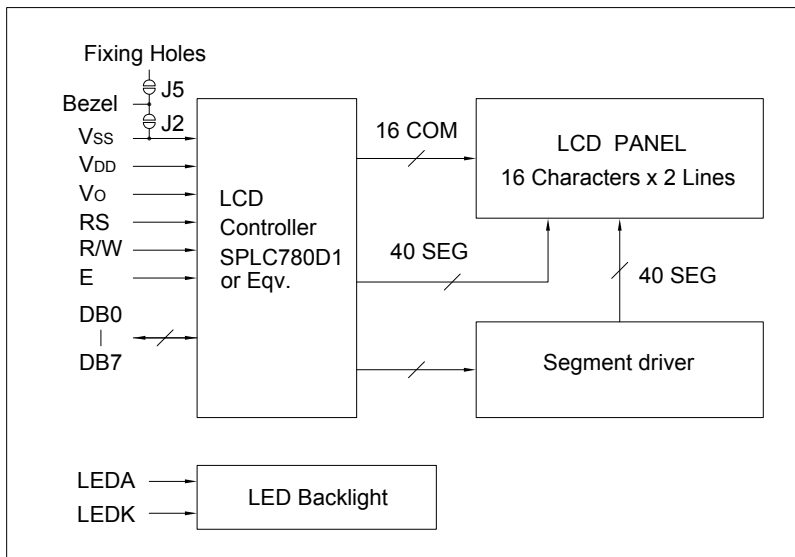 Fixing Holes
J5
Bezel
J2
VSS
VDD
VO
RS
R/W
E
DB0
DB7
LCD
Controller
SPLC780D1
or Eqv.
16 COM
LCD PANEL
16 Characters x 2 Lines
40 SEG
40 SEG
Segment driver
LEDA
LEDK
LED Backlight